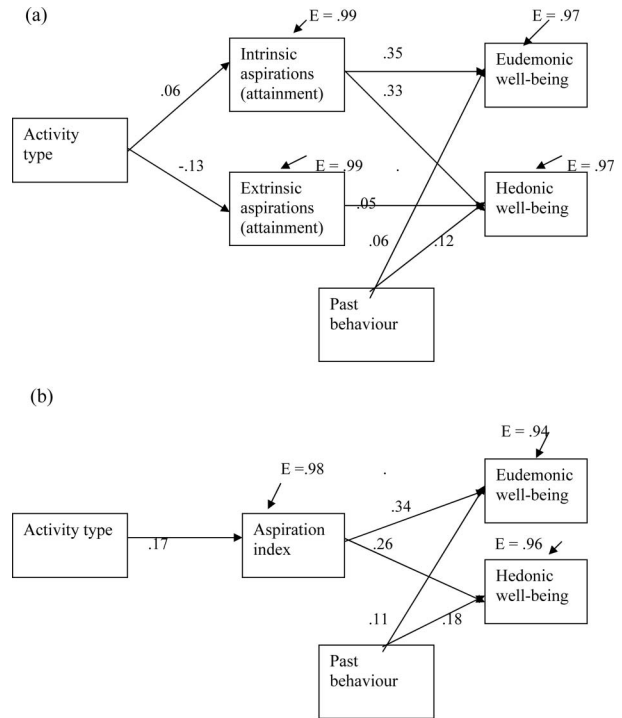 (a)
E = .99
E = .97
Intrinsic
aspirations
(attainment)
.35
Eudemonic
well-being
.06
.33
Activity
type
-.13
E = .99
.
E = .97
Extrinsic
aspirations
(attainment)
.05
Hedonic
well-being
.06
.12
Past
behaviour
(b)
E = .94
E =.98
.
Eudemonic
well-being
.34
Activity type
.17
Aspiration
index
.26
E = .96
Hedonic
well-being
.11
.18
Past
behaviour